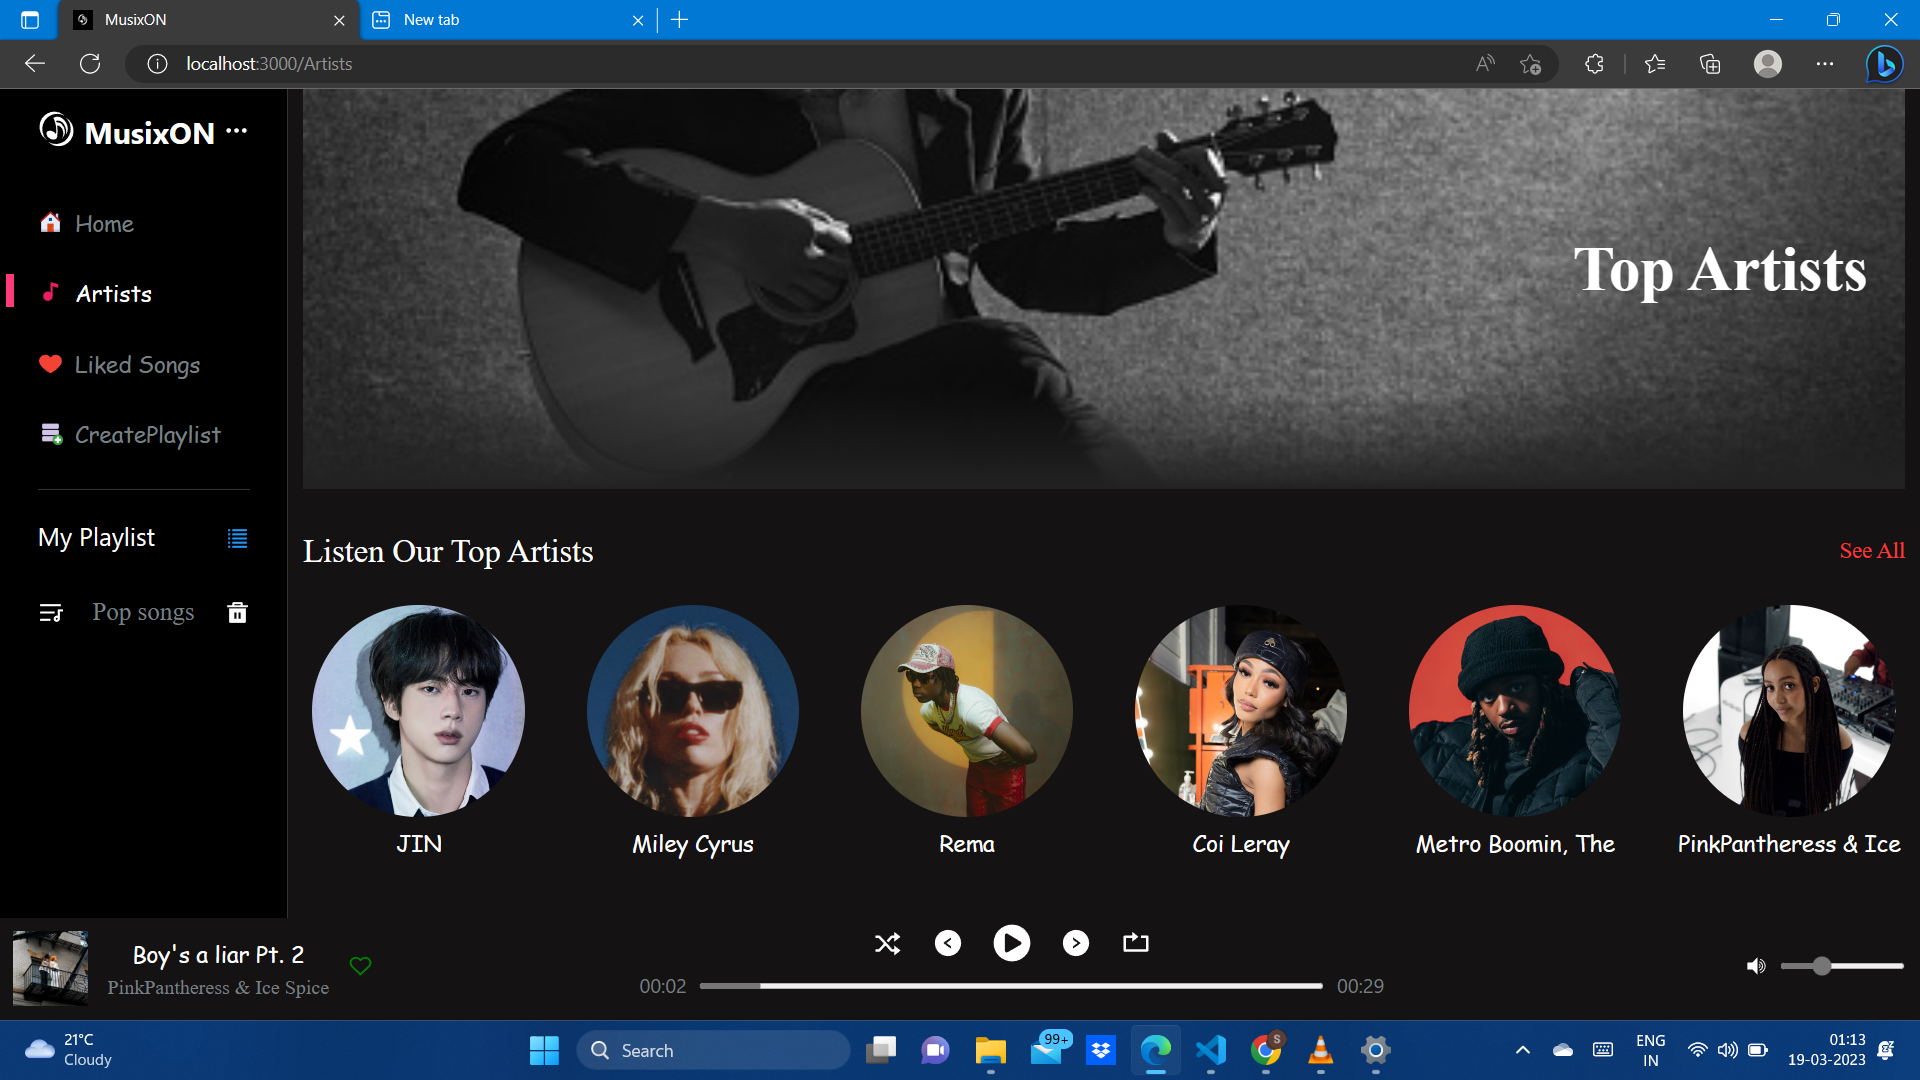 MusixON
New tab
localhost:3000/Artists
MusixON
Home
Artists
Liked Songs
CreatePlaylist
My Playlist
Pop songs
Top Artists
Listen Our Top Artists
See All
JIN
Miley Cyrus
Rema
Coi Leray
Metro Boomin, The
PinkPantheress & Ice
Boy's a liar Pt. 2
PinkPantheress & Ice Spice
00:02
00:29
21°C
Cloudy
Search
99+
S
ENG
IN
01:13
19-03-2023